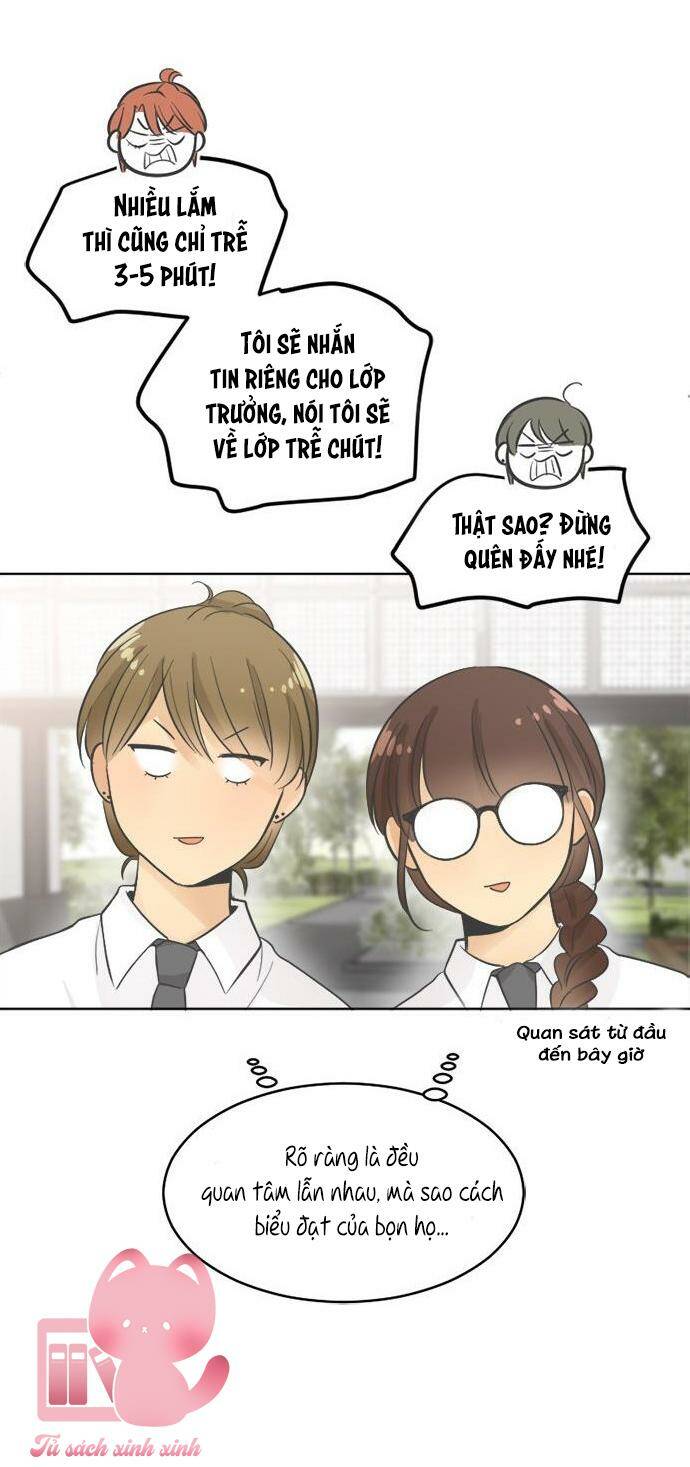 NHIỀU LẮM
THÌ CŨNG CHỈ TRỄ
3-5 PHÚT!
TÔI SẼ NHẮN
TIN RIÊNG CHO LỚP
TRƯỞNG, NÓI TÔI SẼ
VỀ LỚP TRỄ CHÚT!
THẬT SAO? ĐỪNG
QUÊN ĐẤY NHÉ!
Quan sát từ đầu
đến bây giờ
Rõ ràng là đều
quan tâm lẫn nhau, mà sao cách
biểu đạt của bọn họ...
Tủ sách xinh xinh